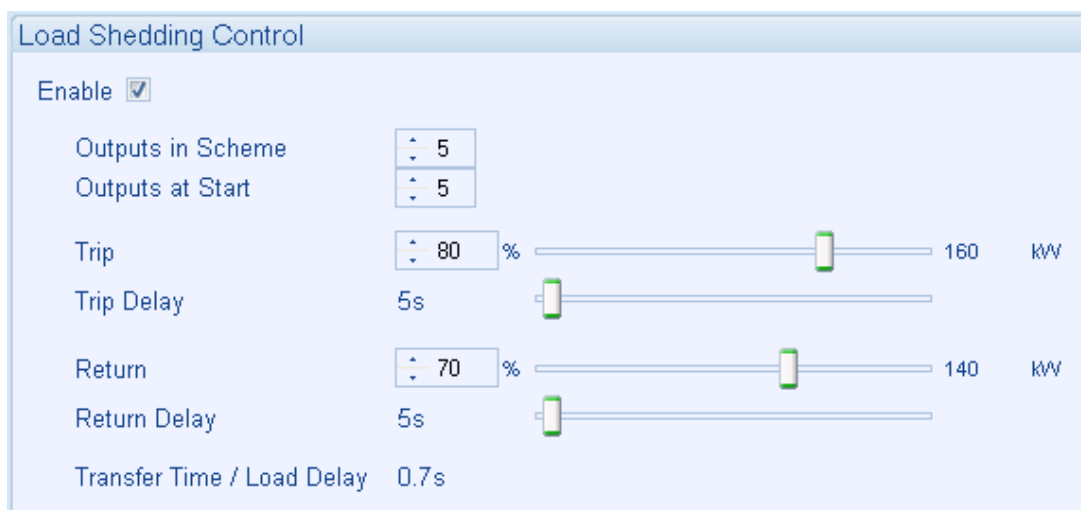 Load Shedding Control
Enable
Outputs in Scheme 5
Outputs at Start 5
Trip 80 % 160 kW
Trip Delay 5s
Return 70 % 140 kW
Return Delay 5s
Transfer Time / Load Delay 0.7s